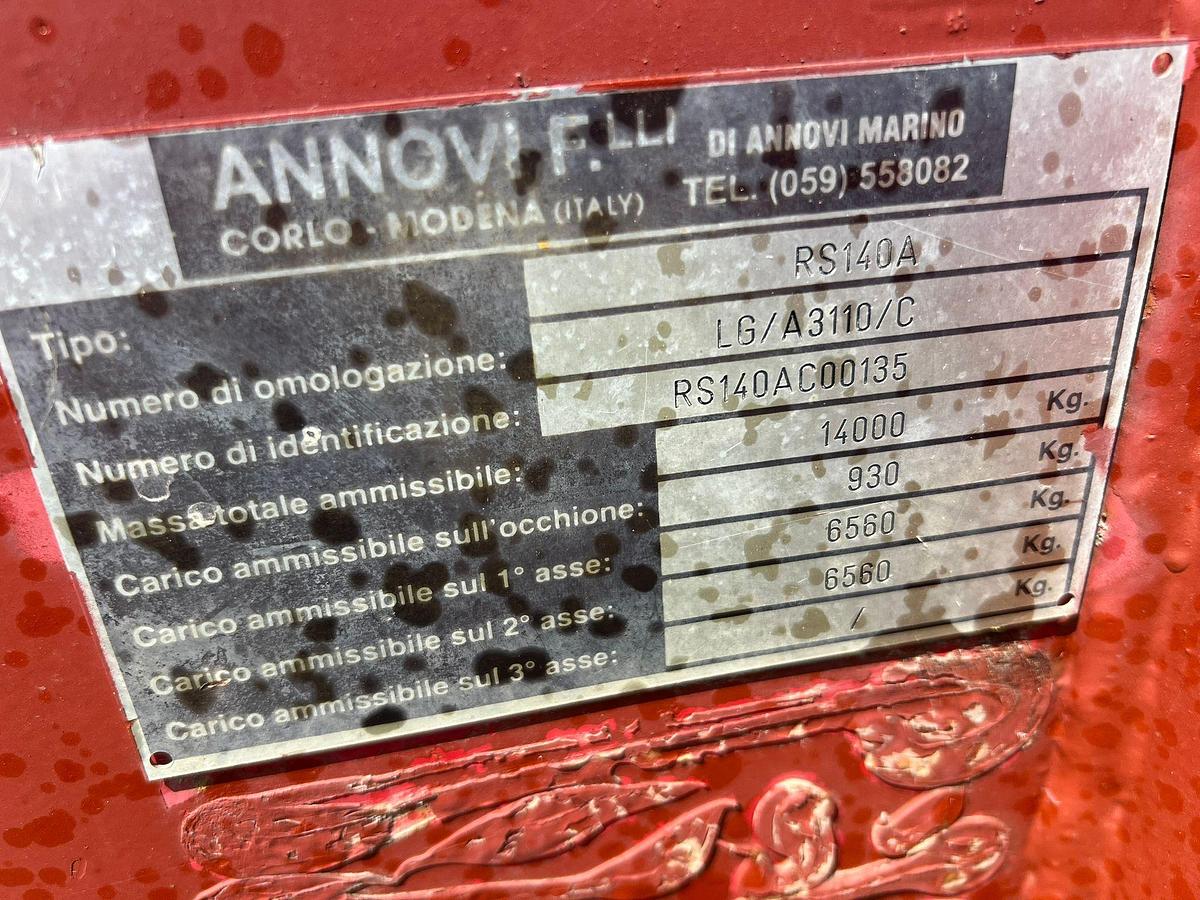 ANNOVI F.LLI DI ANNOVI MARINO
CORLO - MODENA (ITALY) TEL. (059) 558082
Tipo: RS140A
Numero di omologazione: LG/A3110/C
Numero di identificazione: RS140AC00135
Massa totale ammissibile: 14000 Kg.
Carico ammissibile sull'occhione: 930 Kg.
Carico ammissibile sul 1° asse: 6560 Kg.
Carico ammissibile sul 2° asse: 6560 Kg.
Carico ammissibile sul 3° asse: / Kg.